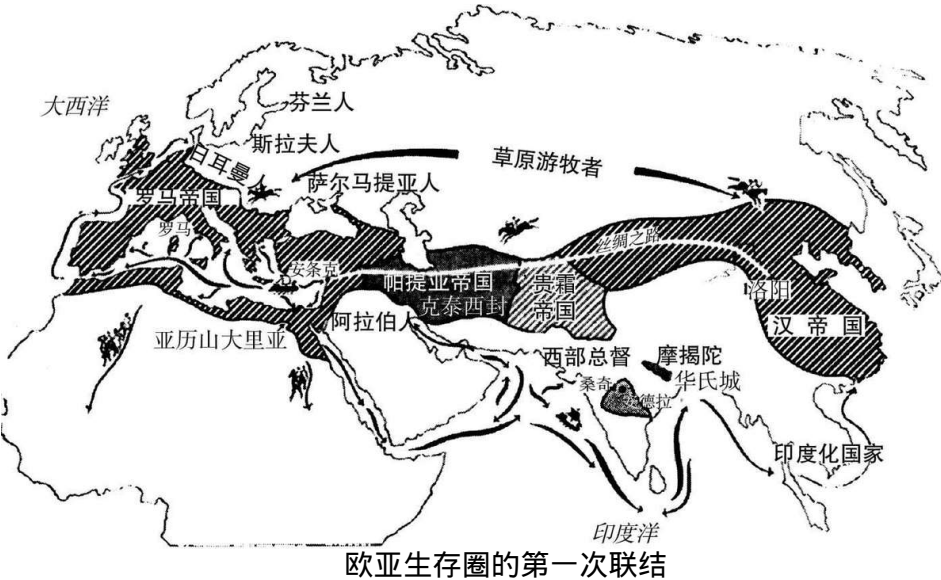 芬兰人
大西洋
斯拉夫人
日耳曼
草原游牧者
萨尔马提亚人
罗马帝国
罗马
丝绸之路
安条克
帕提亚帝国
克泰西封
贵霜
帝国
洛阳
汉帝国
阿拉伯人
亚历山大里亚
西部总督
摩揭陀
华氏城
桑奇
德拉
印度化国家
印度洋
欧亚生存圈的第一次联结